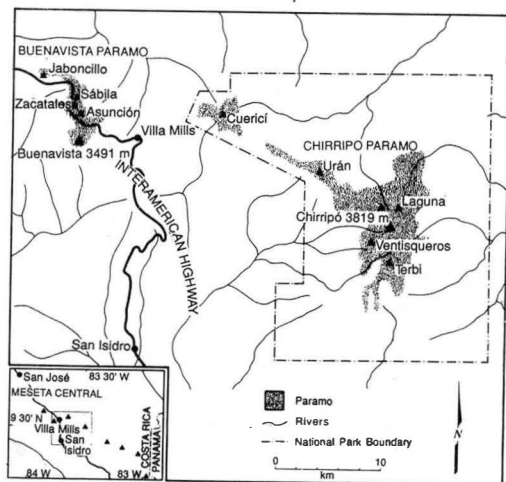 BUENAVISTA PARAMO
Jaboncillo
Sábila
Zacatales
Asunción
Villa Mills
Buenavista 3491 m
Cuericí
CHIRRIPO PARAMO
Urán
Laguna
Chirripó 3819 m
Ventisqueros
Terbi
INTERAMERICAN HIGHWAY
San Isidro
San José
83 30' W
MESETA CENTRAL
9 30' N
Villa Mills
San
Isidro
84 W
83 W
COSTA RICA
PANAMA
Paramo
Rivers
National Park Boundary
0
10
km
N